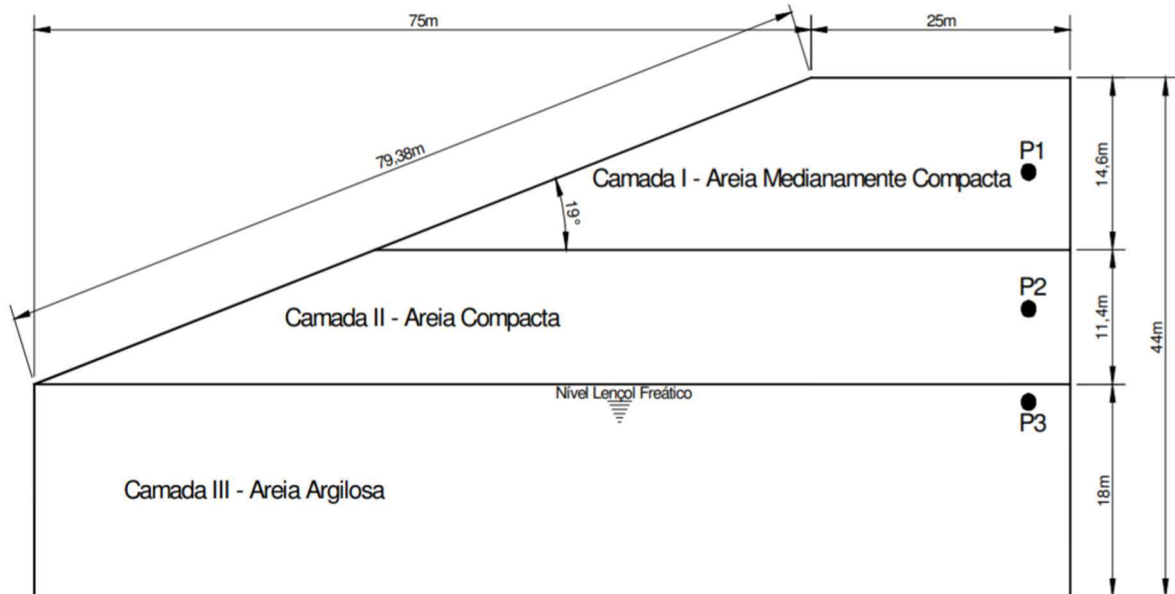 75m
25m
79,38m
P1
Camada I - Areia Medianamente Compacta
14,6m
19°
P2
Camada II - Areia Compacta
11,4m
44m
Nível Lençol Freático
P3
Camada III - Areia Argilosa
18m